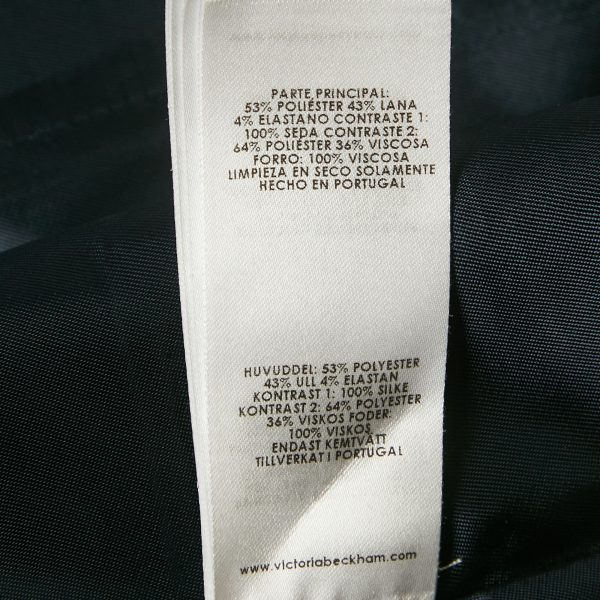 PARTE PRINCIPAL:
53% POLIÉSTER 43% LANA
4% ELASTANO CONTRASTE 1:
100% SEDA CONTRASTE 2:
64% POLIÉSTER 36% VISCOSA
FORRO: 100% VISCOSA
LIMPIEZA EN SECO SOLAMENTE
HECHO EN PORTUGAL
HUVUDDEL: 53% POLYESTER
43% ULL 4% ELASTAN
KONTRAST 1: 100% SILKE
KONTRAST 2: 64% POLYESTER
36% VISKOS FODER:
100% VISKOS
ENDAST KEMTVÄTT
TILLVERKAT I PORTUGAL
www.victoriabeckham.com